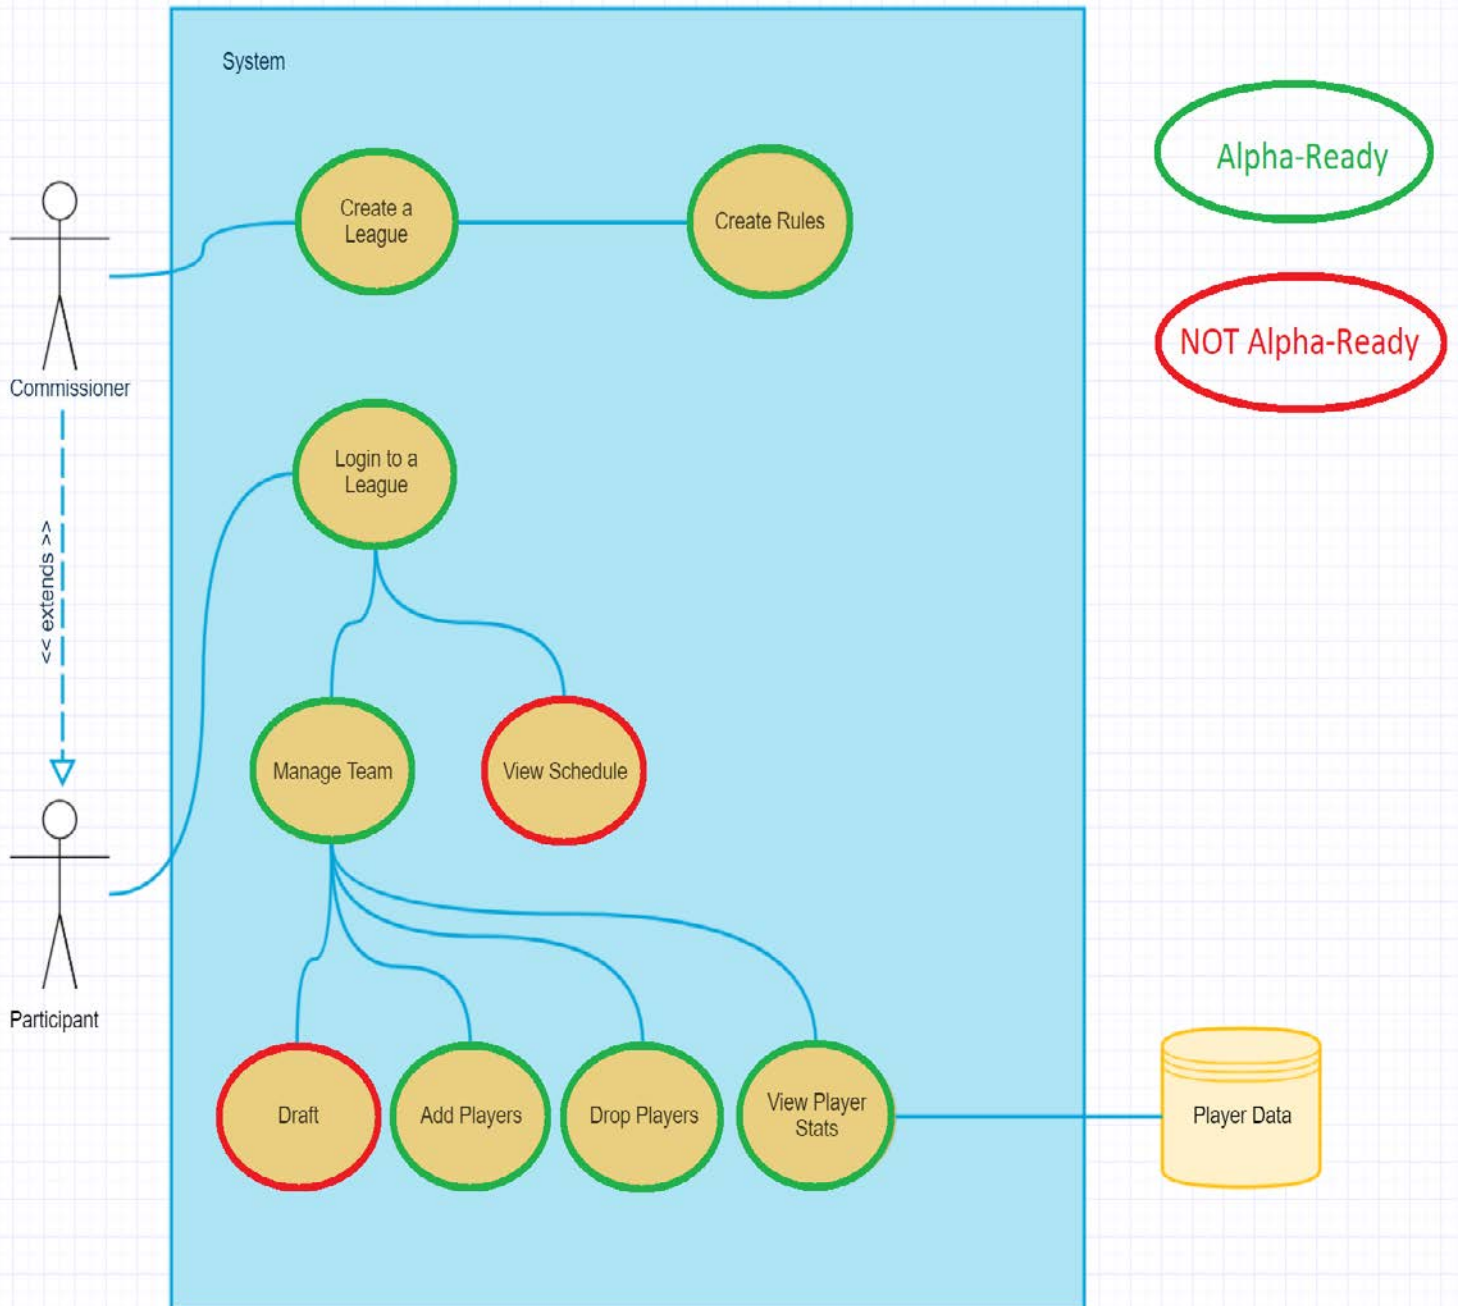 System
Alpha-Ready
Create a
League
Create Rules
NOT Alpha-Ready
Commissioner
Login to a
League
<< extends >>
Manage Team
View Schedule
Participant
Draft
Add Players
Drop Players
View Player
Stats
Player Data